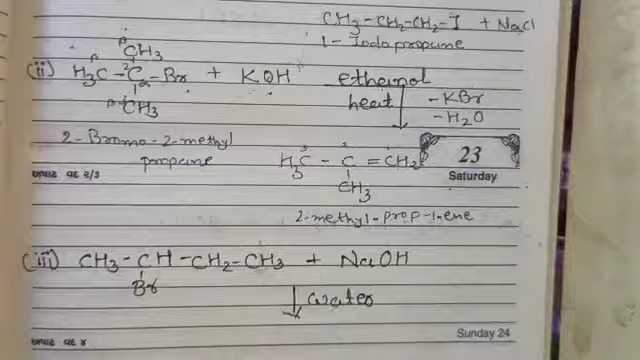 CH3-CH2-CH2-I + NaCl
1-Iodopropane
(ii) H3C-C-Br + KOH ethanol
CH3
CH3
heat -KBr
-H2O
2-Bromo-2-methyl
propane
H3C - C = CH2
CH3
23
Saturday
2-methyl-prop-1-ene
(iii) CH3-CH-CH2-CH3 + NaOH
Br
water
Sunday 24